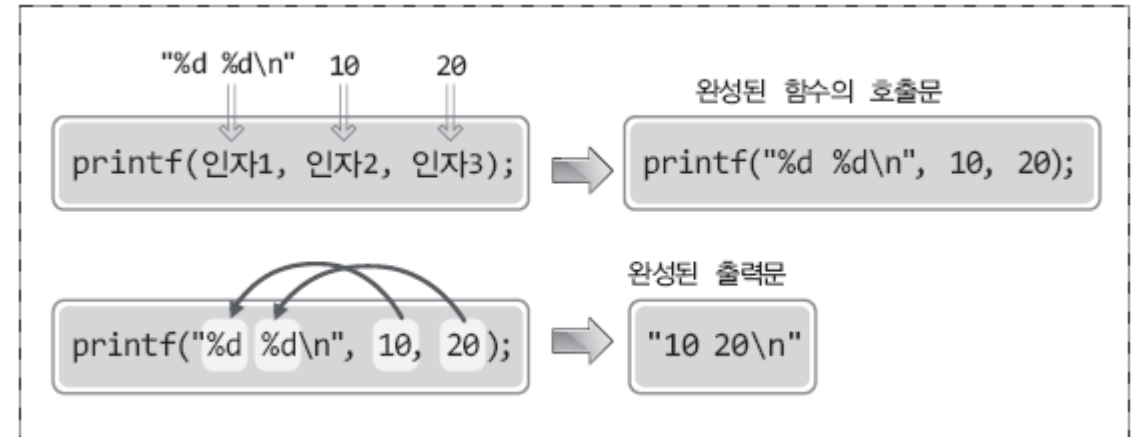 "%d %d\n" 10 20
완성된 함수의 호출문
printf(인자1, 인자2, 인자3);
printf("%d %d\n", 10, 20);
완성된 출력문
printf("%d %d\n", 10, 20);
"10 20\n"